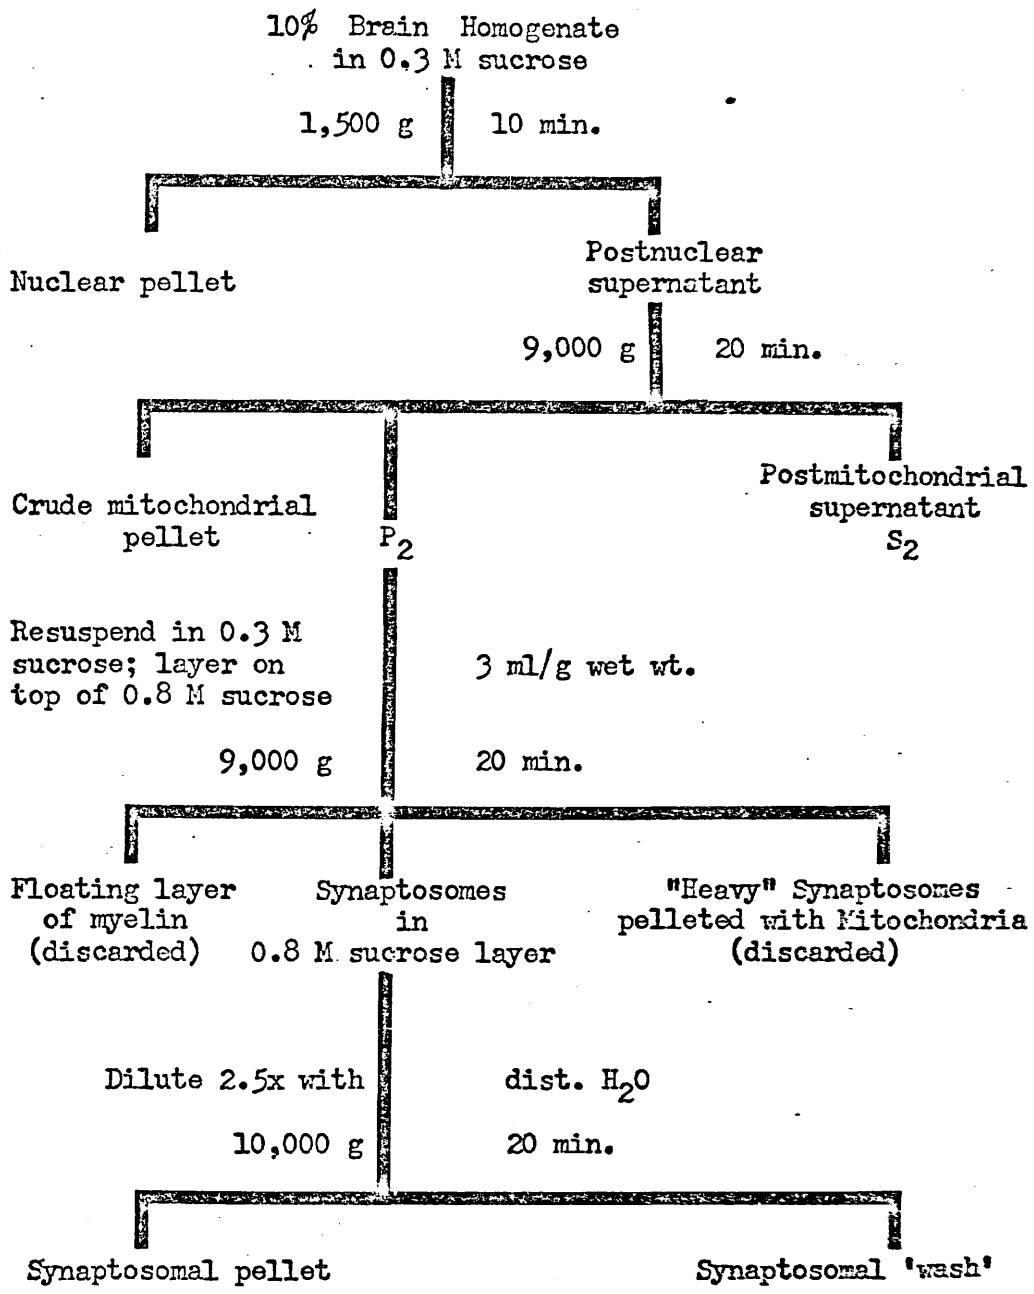 10% Brain Homogenate
in 0.3 M sucrose
1,500 g 10 min.
Nuclear pellet
Postnuclear
supernatant
9,000 g 20 min.
Crude mitochondrial
pellet
P2
Postmitochondrial
supernatant
S2
Resuspend in 0.3 M
sucrose; layer on
top of 0.8 M sucrose
3 ml/g wet wt.
9,000 g 20 min.
Floating layer
of myelin
(discarded)
Synaptosomes
in
0.8 M sucrose layer
"Heavy" Synaptosomes
pelleted with Mitochondria
(discarded)
Dilute 2.5x with dist. H2O
10,000 g 20 min.
Synaptosomal pellet
Synaptosomal 'wash'